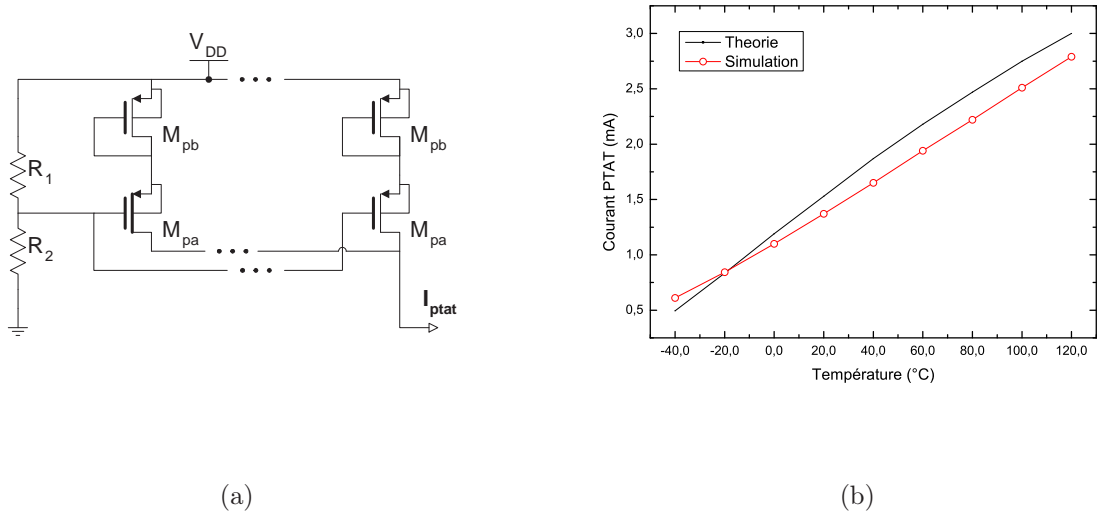 V_DD
M_pb
M_pb
R_1
M_pa
M_pa
R_2
I_ptat
(a)
Theorie
Simulation
Courant PTAT (mA)
3,0
2,5
2,0
1,5
1,0
0,5
-40,0 -20,0 0,0 20,0 40,0 60,0 80,0 100,0 120,0
Température (°C)
(b)